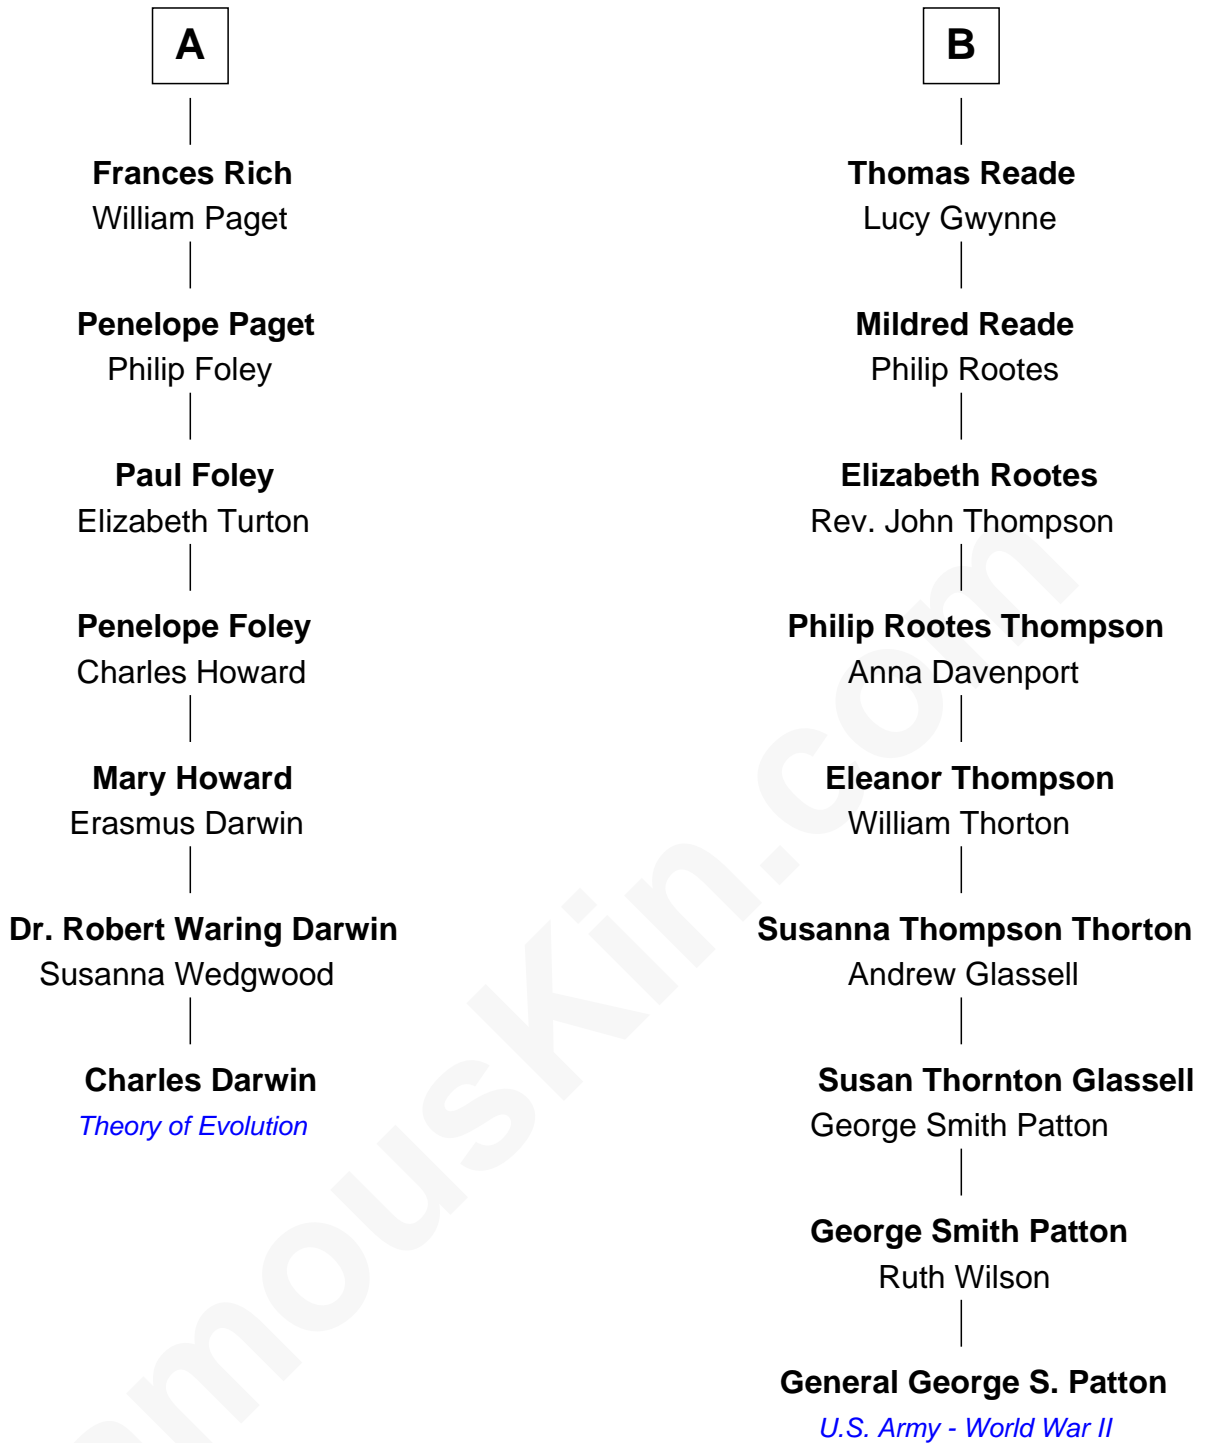 A
Frances Rich
William Paget
Penelope Paget
Philip Foley
Paul Foley
Elizabeth Turton
Penelope Foley
Charles Howard
Mary Howard
Erasmus Darwin
Dr. Robert Waring Darwin
Susanna Wedgwood
Charles Darwin
Theory of Evolution
B
Thomas Reade
Lucy Gwynne
Mildred Reade
Philip Rootes
Elizabeth Rootes
Rev. John Thompson
Philip Rootes Thompson
Anna Davenport
Eleanor Thompson
William Thorton
Susanna Thompson Thorton
Andrew Glassell
Susan Thornton Glassell
George Smith Patton
George Smith Patton
Ruth Wilson
General George S. Patton
U.S. Army - World War II
amousKin.com